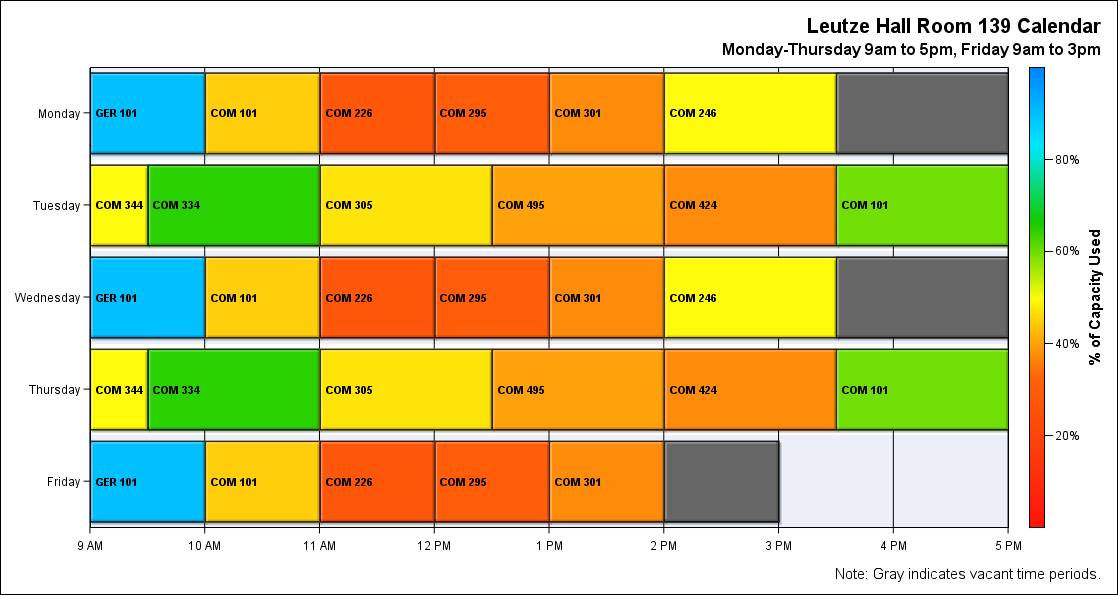 Leutze Hall Room 139 Calendar
Monday-Thursday 9am to 5pm, Friday 9am to 3pm
Monday
GER 101
COM 101
COM 226
COM 295
COM 301
COM 246
Tuesday
COM 344
COM 334
COM 305
COM 495
COM 424
COM 101
Wednesday
GER 101
COM 101
COM 226
COM 295
COM 301
COM 246
Thursday
COM 344
COM 334
COM 305
COM 495
COM 424
COM 101
Friday
GER 101
COM 101
COM 226
COM 295
COM 301
9 AM
10 AM
11 AM
12 PM
1 PM
2 PM
3 PM
4 PM
5 PM
80%
60%
40%
20%
% of Capacity Used
Note: Gray indicates vacant time periods.